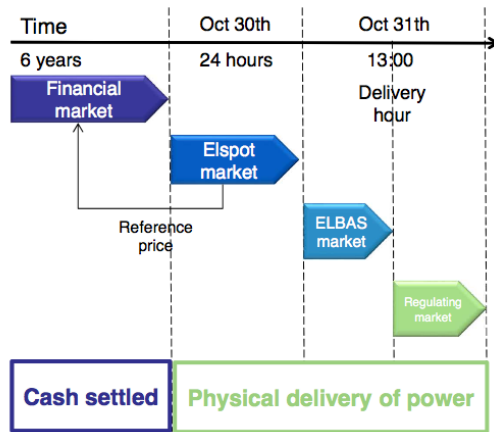 Time
Oct 30th
Oct 31th
6 years
24 hours
13:00
Financial
market
Delivery
hour
Elspot
market
Reference
price
ELBAS
market
Regulating
market
Cash settled
Physical delivery of power